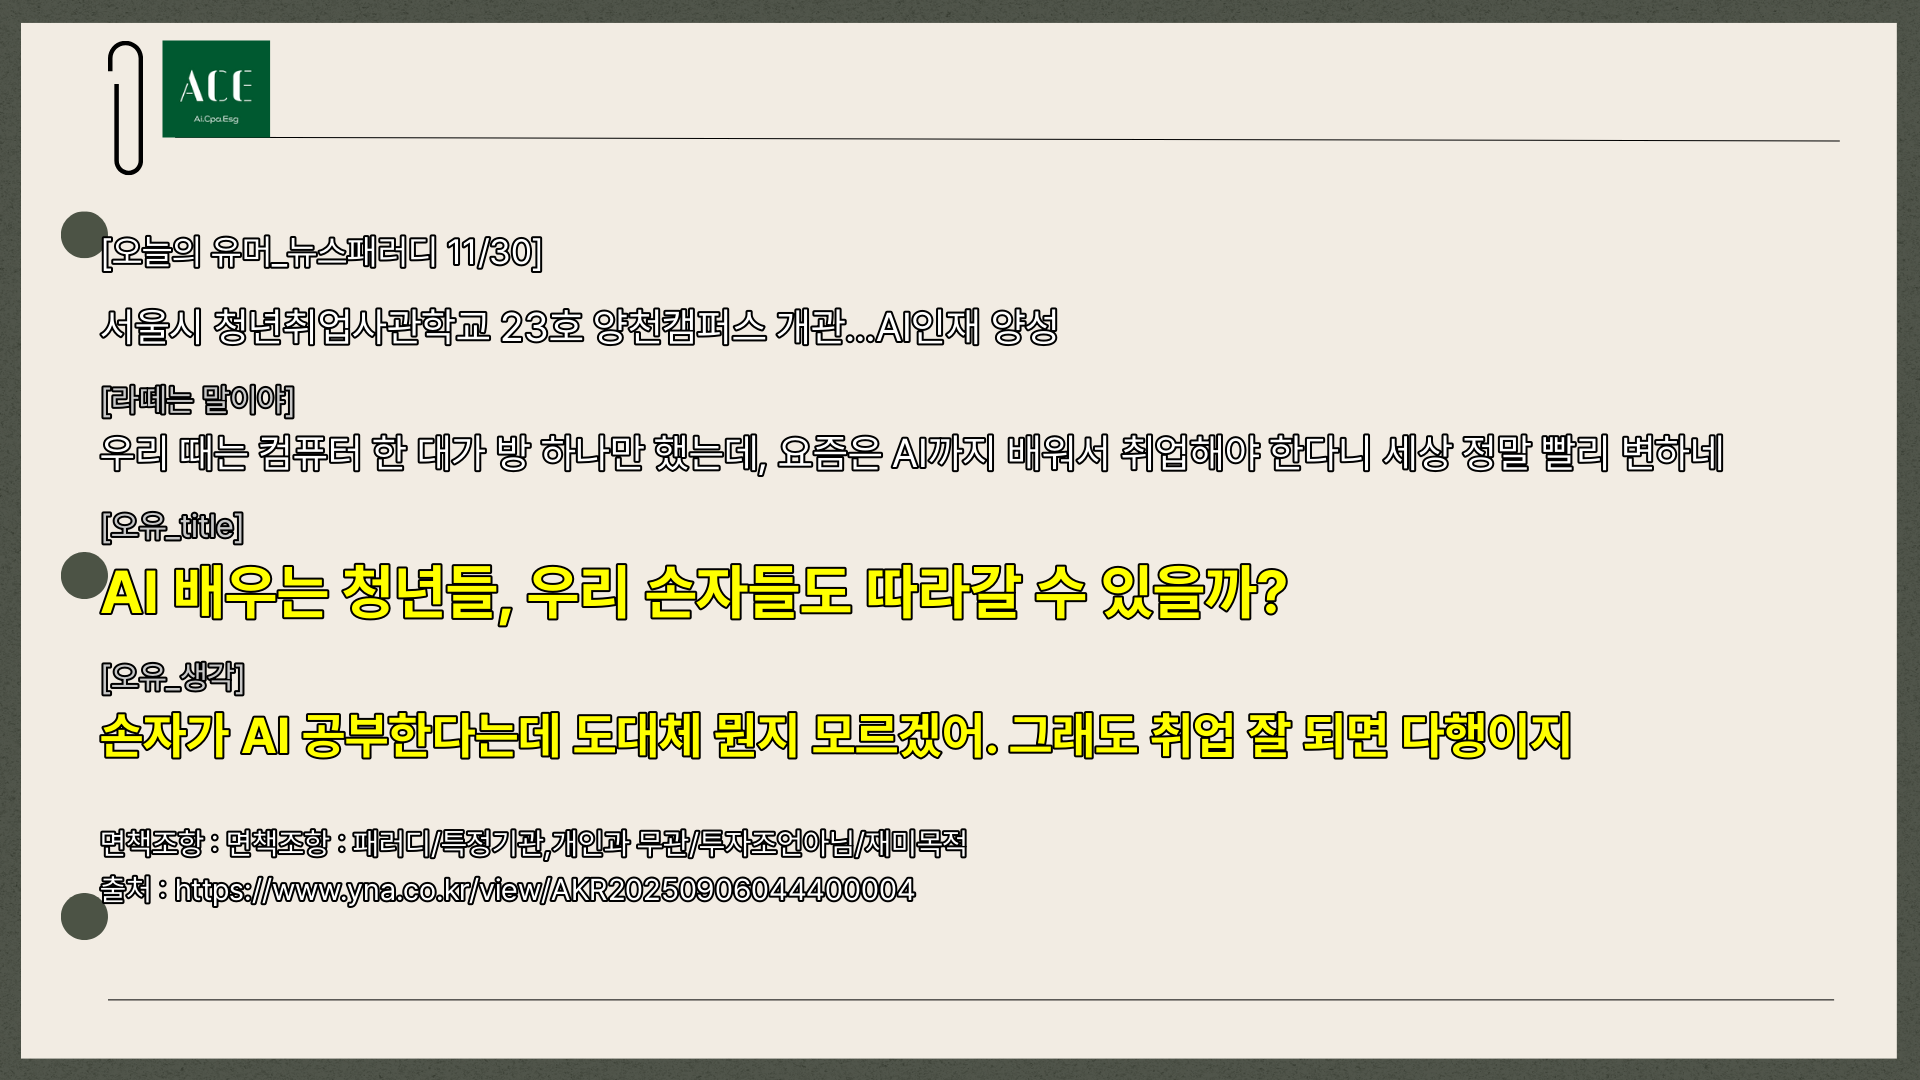 ACE
Ai.Cpa.Esg
[오늘의 유머_뉴스패러디 11/30]
서울시 청년취업사관학교 23호 양천캠퍼스 개관...AI인재 양성
[라떼는 말이야]
우리 때는 컴퓨터 한 대가 방 하나만 했는데, 요즘은 AI까지 배워서 취업해야 한다니 세상 정말 빨리 변하네
[오유_title]
AI 배우는 청년들, 우리 손자들도 따라갈 수 있을까?
[오유_생각]
손자가 AI 공부한다는데 도대체 뭔지 모르겠어. 그래도 취업 잘 되면 다행이지
면책조항 : 면책조항 : 패러디/특정기관,개인과 무관/투자조언아님/재미목적
출처 : https://www.yna.co.kr/view/AKR20250906044400004